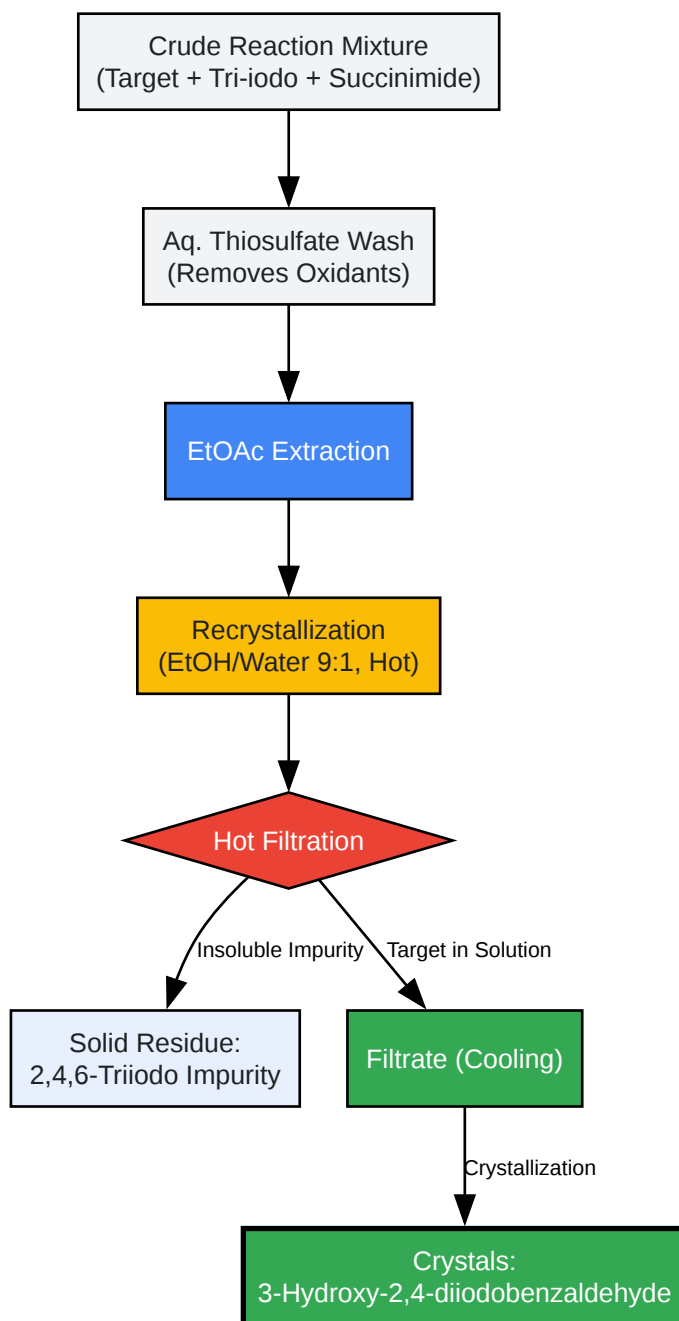 Crude Reaction Mixture
(Target + Tri-iodo + Succinimide)
Aq. Thiosulfate Wash
(Removes Oxidants)
EtOAc Extraction
Recrystallization
(EtOH/Water 9:1, Hot)
Hot Filtration
Insoluble Impurity
Target in Solution
Solid Residue:
2,4,6-Triiodo Impurity
Filtrate (Cooling)
Crystallization
Crystals:
3-Hydroxy-2,4-diiodobenzaldehyde